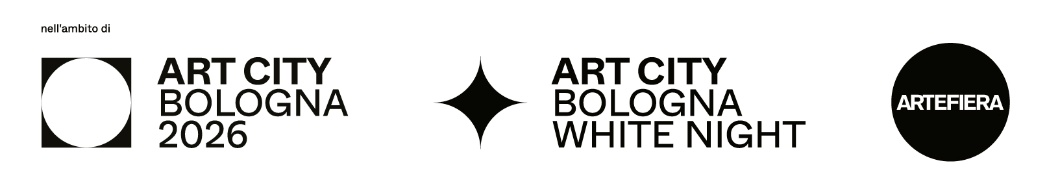 nell'ambito di
ART CITY
BOLOGNA
2026
ART CITY
BOLOGNA
WHITE NIGHT
ARTEFIERA